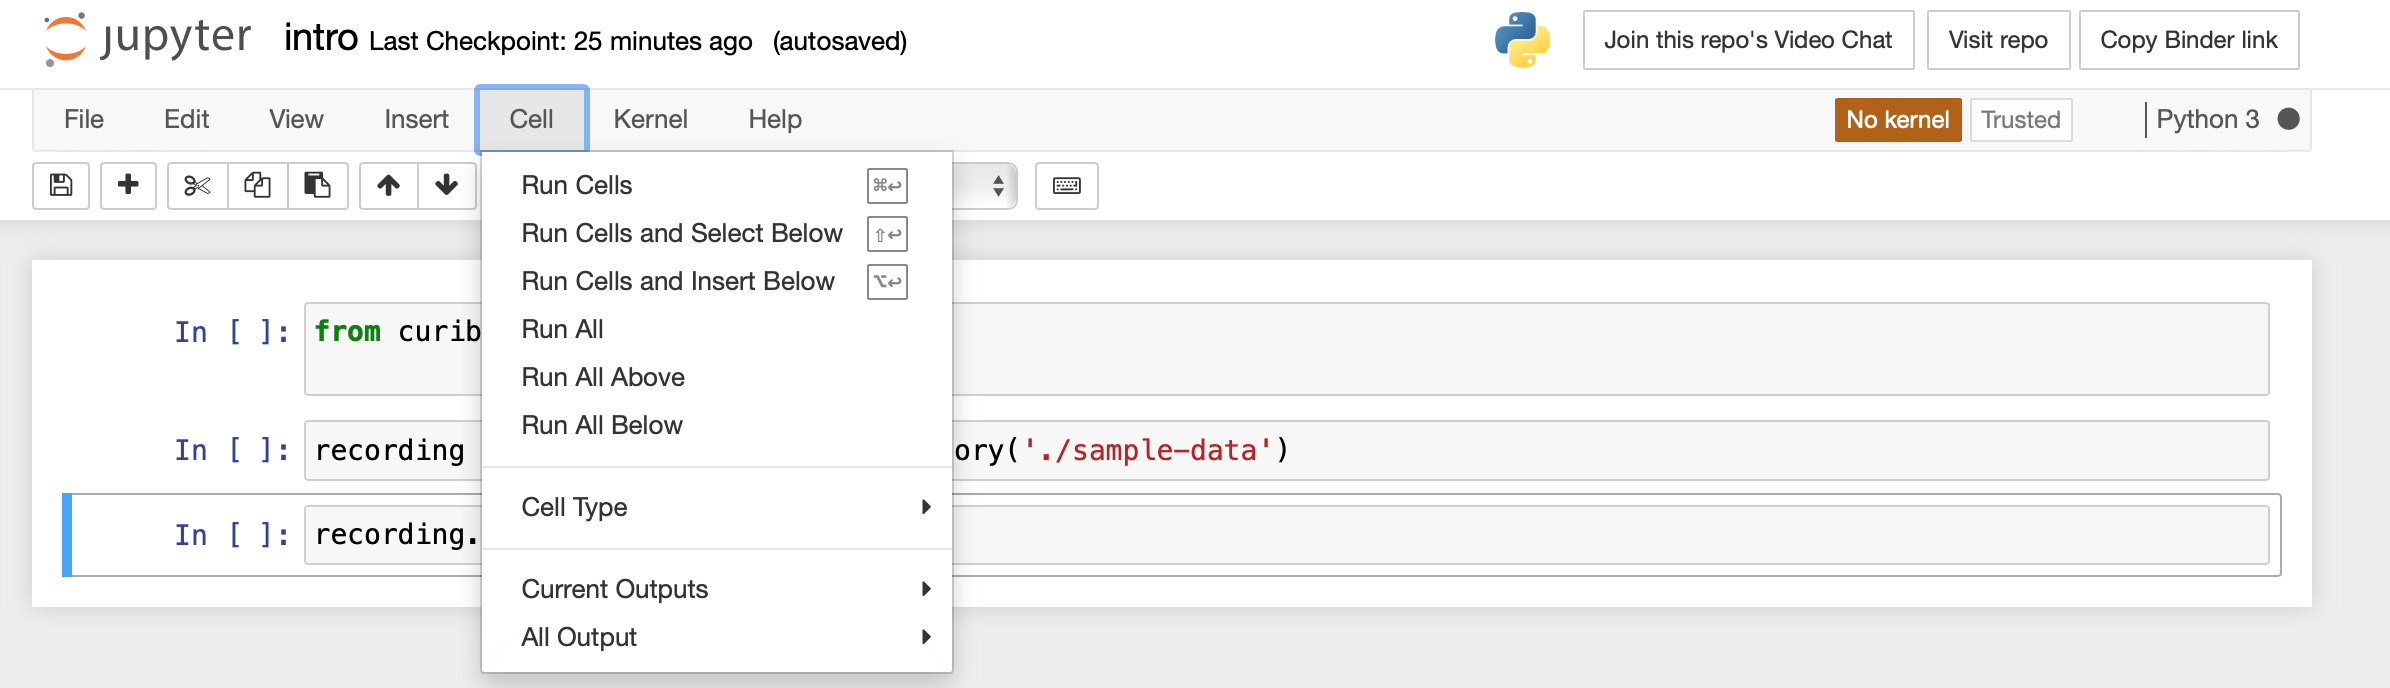 jupyter intro Last Checkpoint: 25 minutes ago (autosaved) Join this repo's Video Chat Visit repo Copy Binder link
File Edit View Insert Cell Kernel Help No kernel Trusted Python 3
Run Cells ⌘↩
Run Cells and Select Below ⇧↩
Run Cells and Insert Below ⌥↩
Run All
Run All Above
Run All Below
Cell Type
Current Outputs
All Output
In [ ]: from curib
In [ ]: recording ory('./sample-data')
In [ ]: recording.